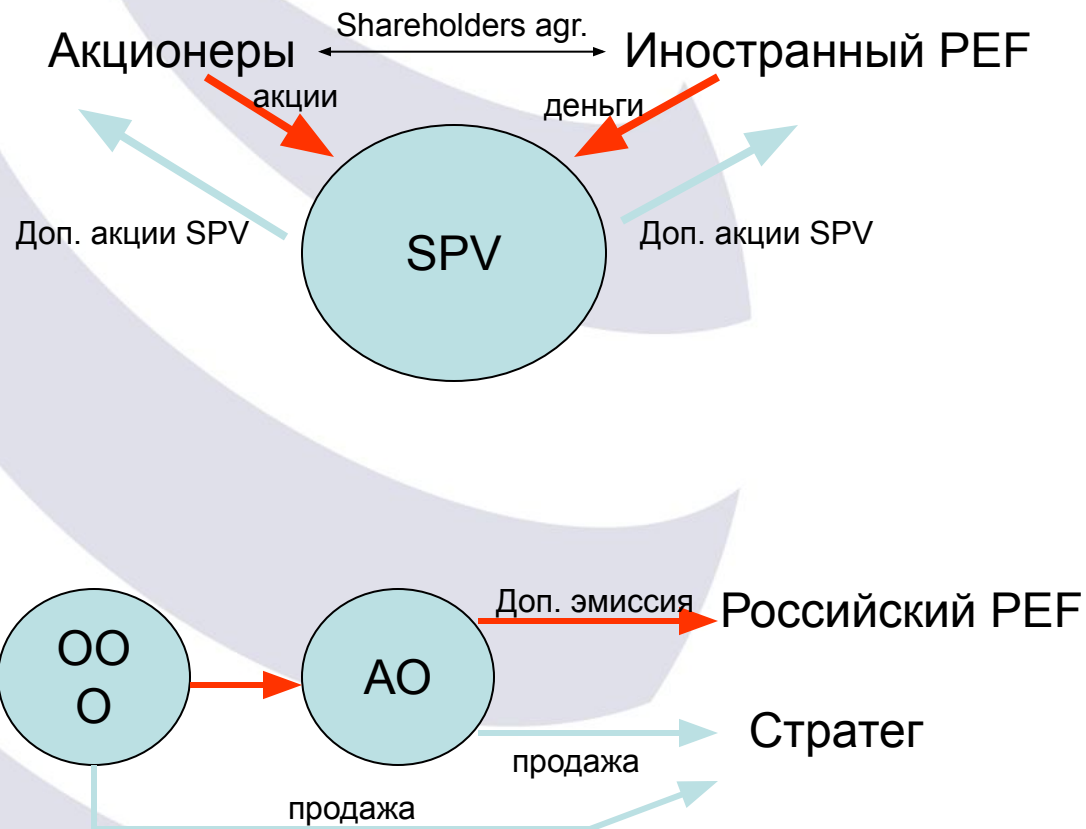 Shareholders agr.
Акционеры
Иностранный PEF
акции
деньги
Доп. акции SPV
SPV
Доп. акции SPV
Доп. эмиссия
Российский PEF
ОО
О
АО
Стратег
продажа
продажа